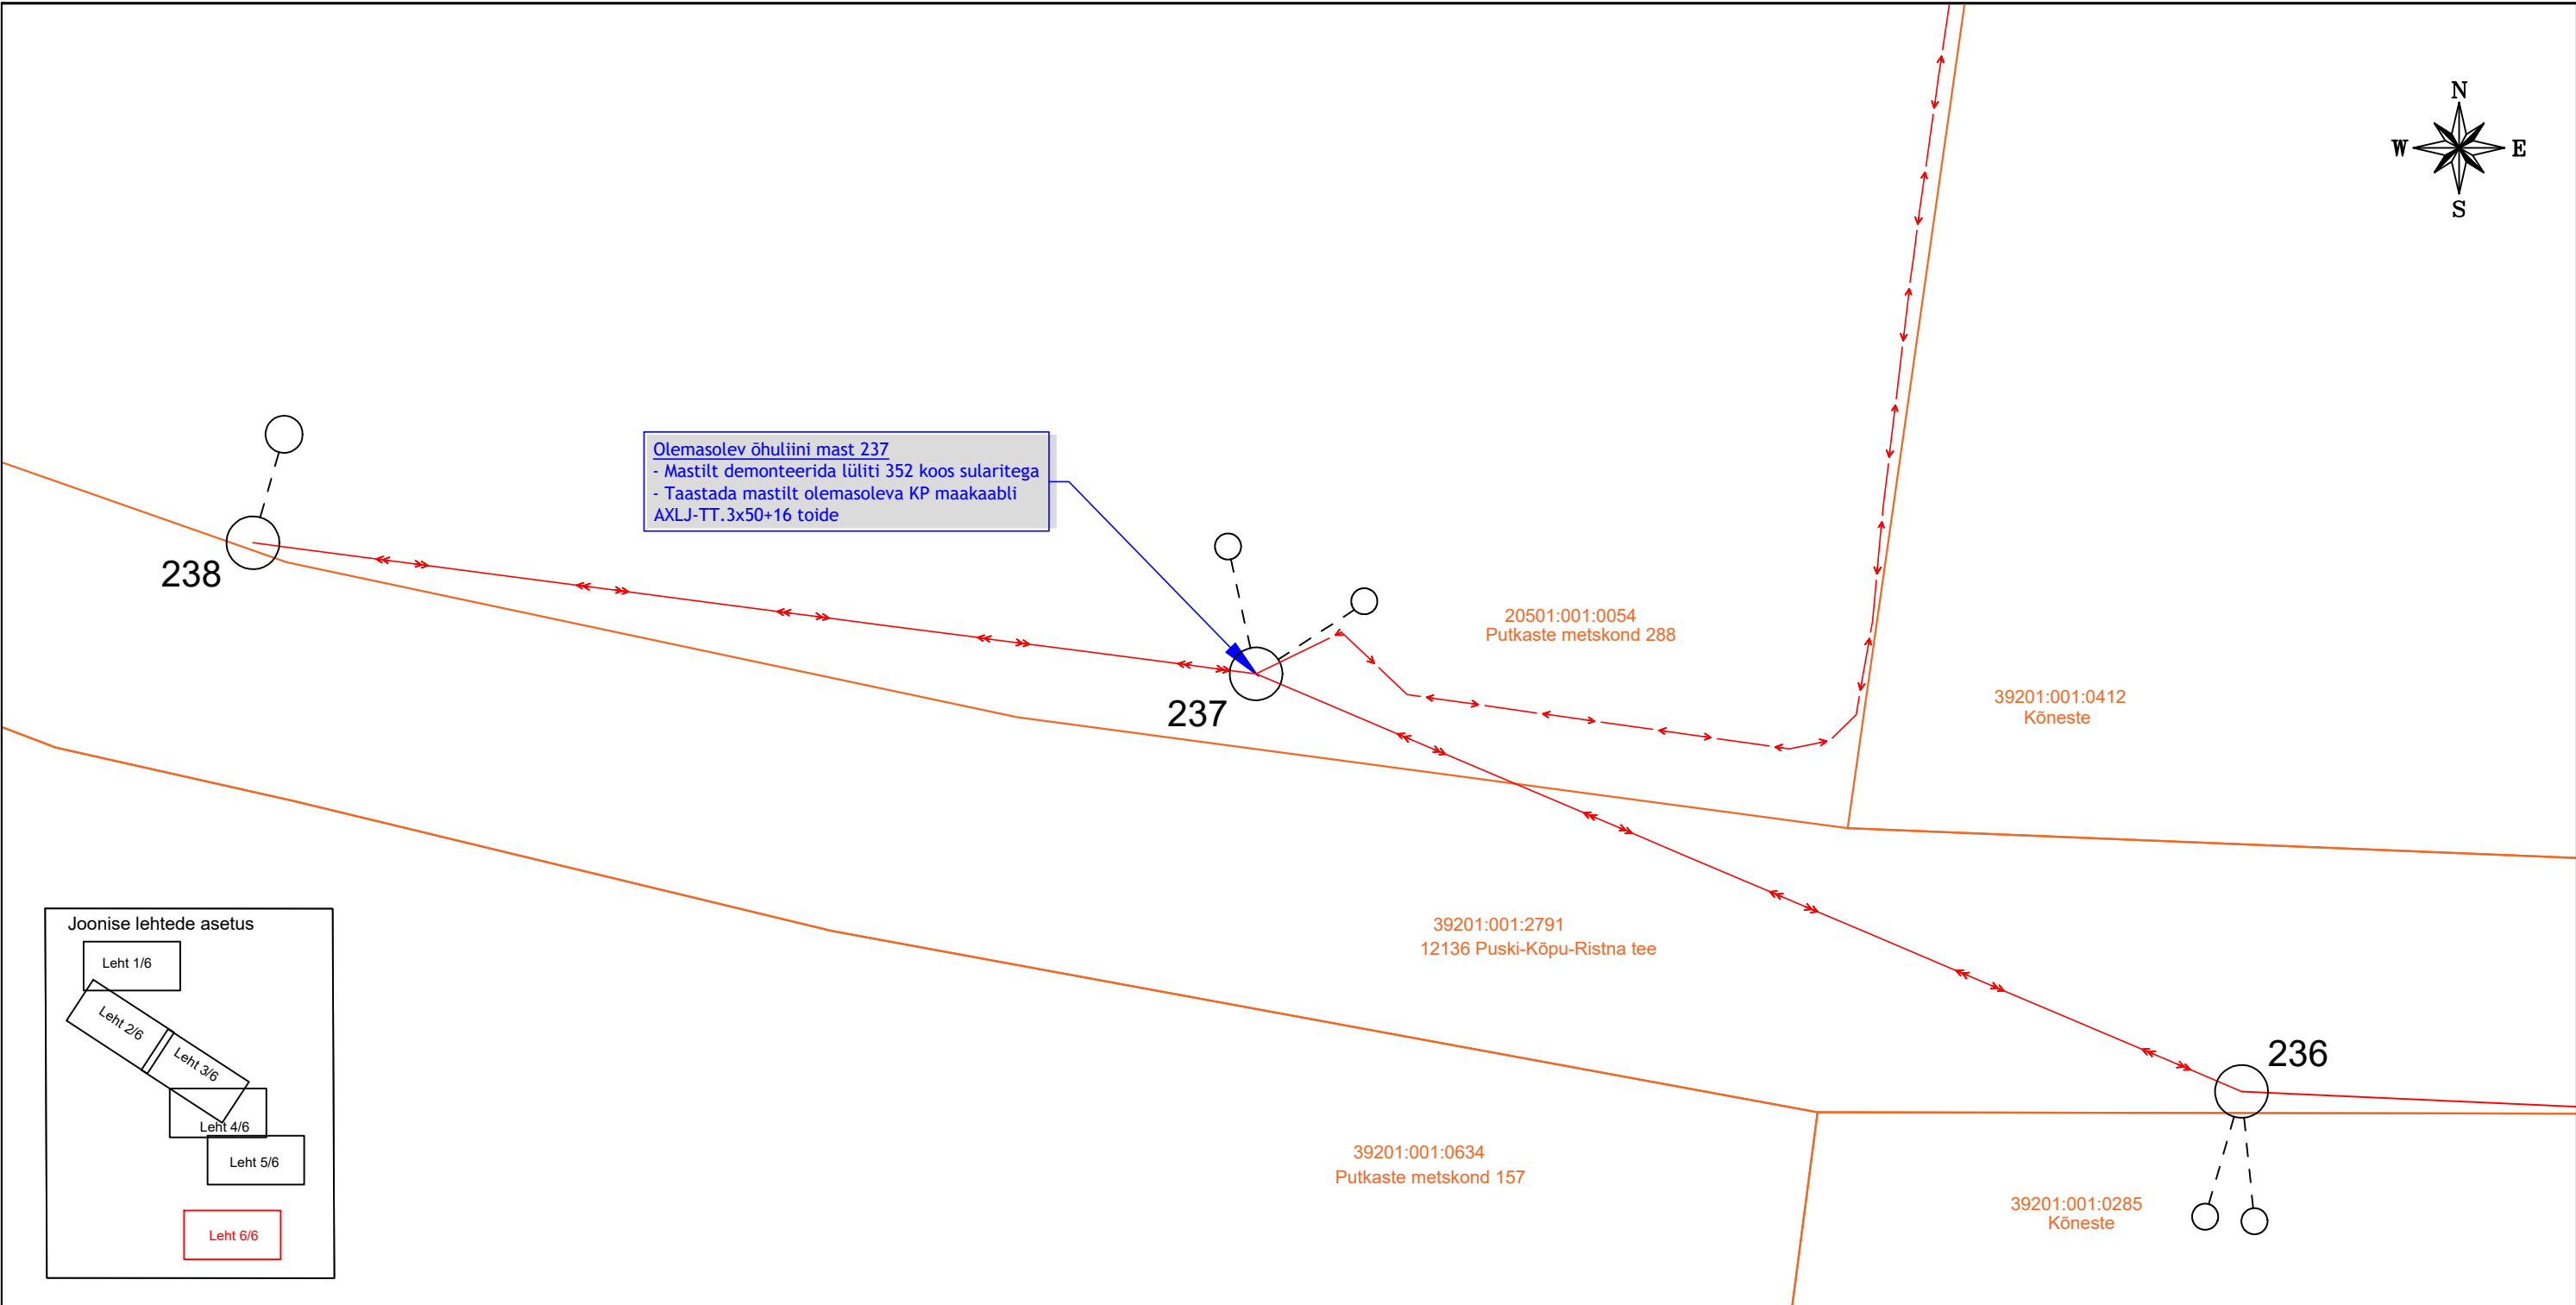 N
W E
S
Olemasolev õhuliini mast 237
- Mastilt demonteerida lüliti 352 koos sularitega
- Taastada mastilt olemasoleva KP maakaabli
AXLJ-TT.3x50+16 toide
238
237
20501:001:0054
Putkaste metskond 288
39201:001:0412
Kõneste
39201:001:2791
12136 Puski-Kõpu-Ristna tee
236
39201:001:0634
Putkaste metskond 157
39201:001:0285
Kõneste
Joonise lehtede asetus
Leht 1/6
Leht 2/6
Leht 3/6
Leht 4/6
Leht 5/6
Leht 6/6